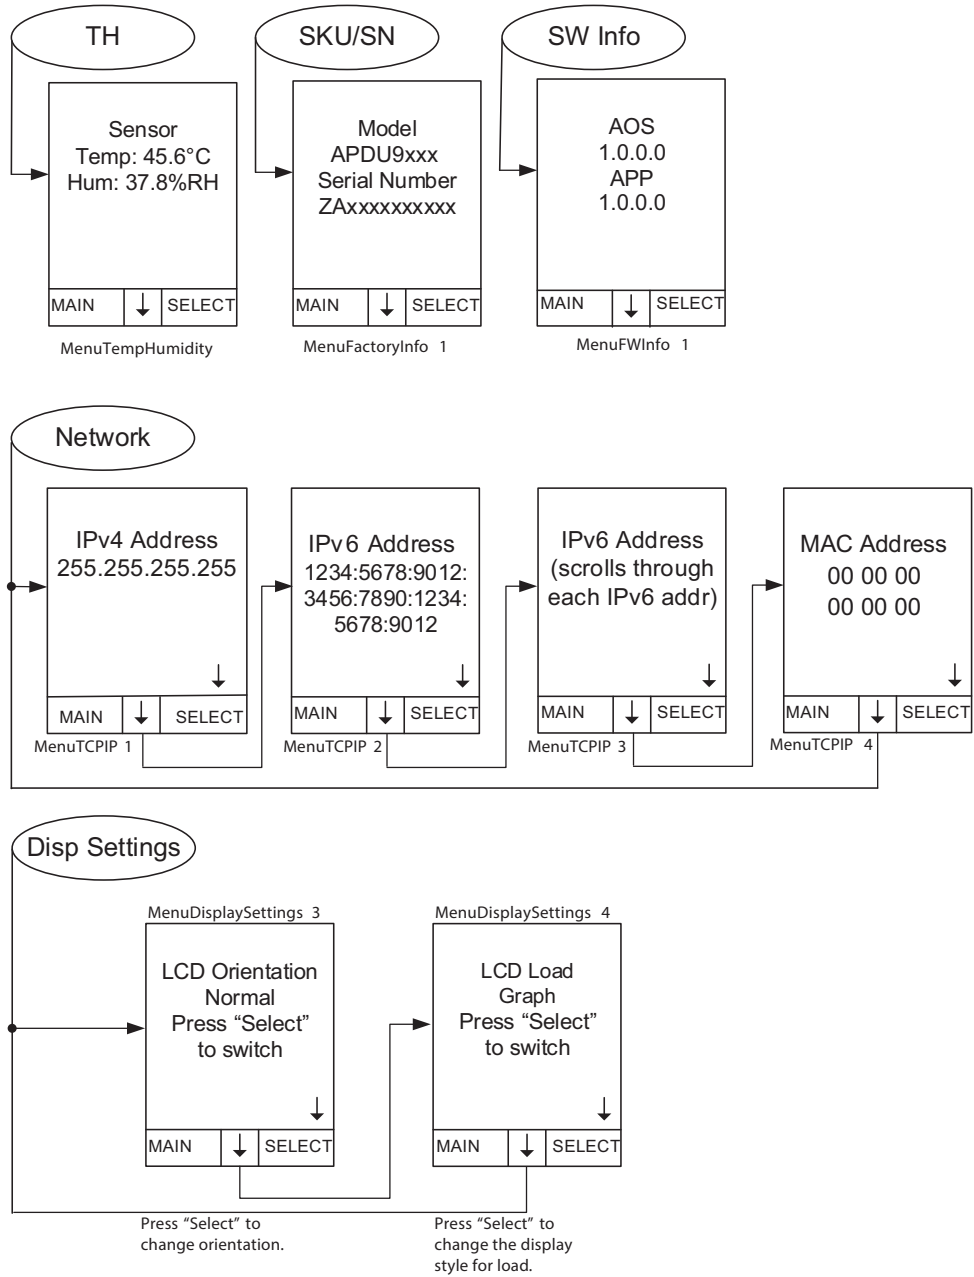 TH
Sensor
Temp: 45.6°C
Hum: 37.8%RH
MAIN ↓ SELECT
MenuTempHumidity
SKU/SN
Model
APDU9xxx
Serial Number
ZAxxxxxxxxxx
MAIN ↓ SELECT
MenuFactoryInfo 1
SW Info
AOS
1.0.0.0
APP
1.0.0.0
MAIN ↓ SELECT
MenuFWInfo 1
Network
IPv4 Address
255.255.255.255
↓
MAIN ↓ SELECT
MenuTCPIP 1
IPv6 Address
1234:5678:9012:
3456:7890:1234:
5678:9012
↓
MAIN ↓ SELECT
MenuTCPIP 2
IPv6 Address
(scrolls through
each IPv6 addr)
↓
MAIN ↓ SELECT
MenuTCPIP 3
MAC Address
00 00 00
00 00 00
↓
MAIN ↓ SELECT
MenuTCPIP 4
Disp Settings
MenuDisplaySettings 3
LCD Orientation
Normal
Press “Select”
to switch
↓
MAIN ↓ SELECT
Press “Select” to
change orientation.
MenuDisplaySettings 4
LCD Load
Graph
Press “Select”
to switch
↓
MAIN ↓ SELECT
Press “Select” to
change the display
style for load.